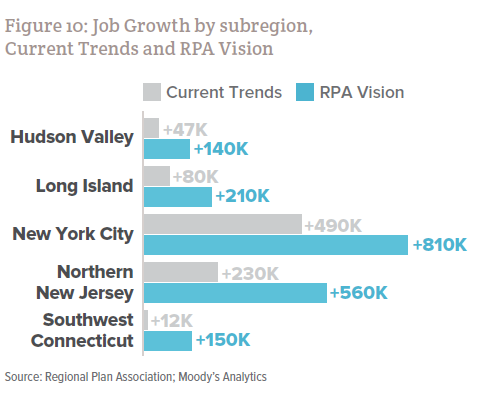 Figure 10: Job Growth by subregion,
Current Trends and RPA Vision
Current Trends
RPA Vision
Hudson Valley
+47K
+140K
Long Island
+80K
+210K
New York City
+490K
+810K
Northern
New Jersey
+230K
+560K
Southwest
Connecticut
+12K
+150K
Source: Regional Plan Association; Moody's Analytics